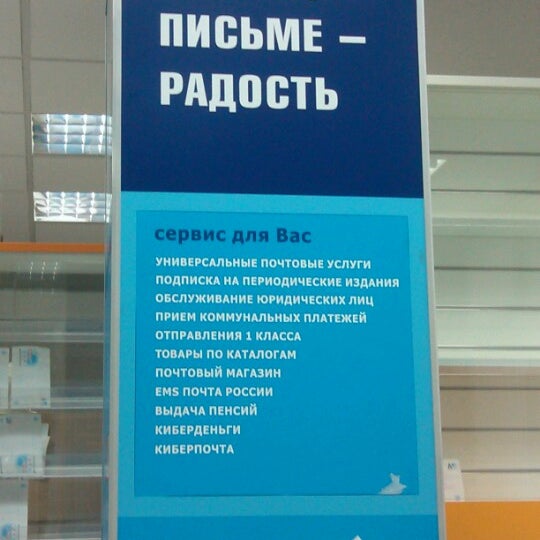 ПИСЬМЕ –
РАДОСТЬ
сервис для Вас
УНИВЕРСАЛЬНЫЕ ПОЧТОВЫЕ УСЛУГИ
ПОДПИСКА НА ПЕРИОДИЧЕСКИЕ ИЗДАНИЯ
ОБСЛУЖИВАНИЕ ЮРИДИЧЕСКИХ ЛИЦ
ПРИЕМ КОММУНАЛЬНЫХ ПЛАТЕЖЕЙ
ОТПРАВЛЕНИЯ 1 КЛАССА
ТОВАРЫ ПО КАТАЛОГАМ
ПОЧТОВЫЙ МАГАЗИН
EMS ПОЧТА РОССИИ
ВЫДАЧА ПЕНСИЙ
КИБЕРДЕНЬГИ
КИБЕРПОЧТА